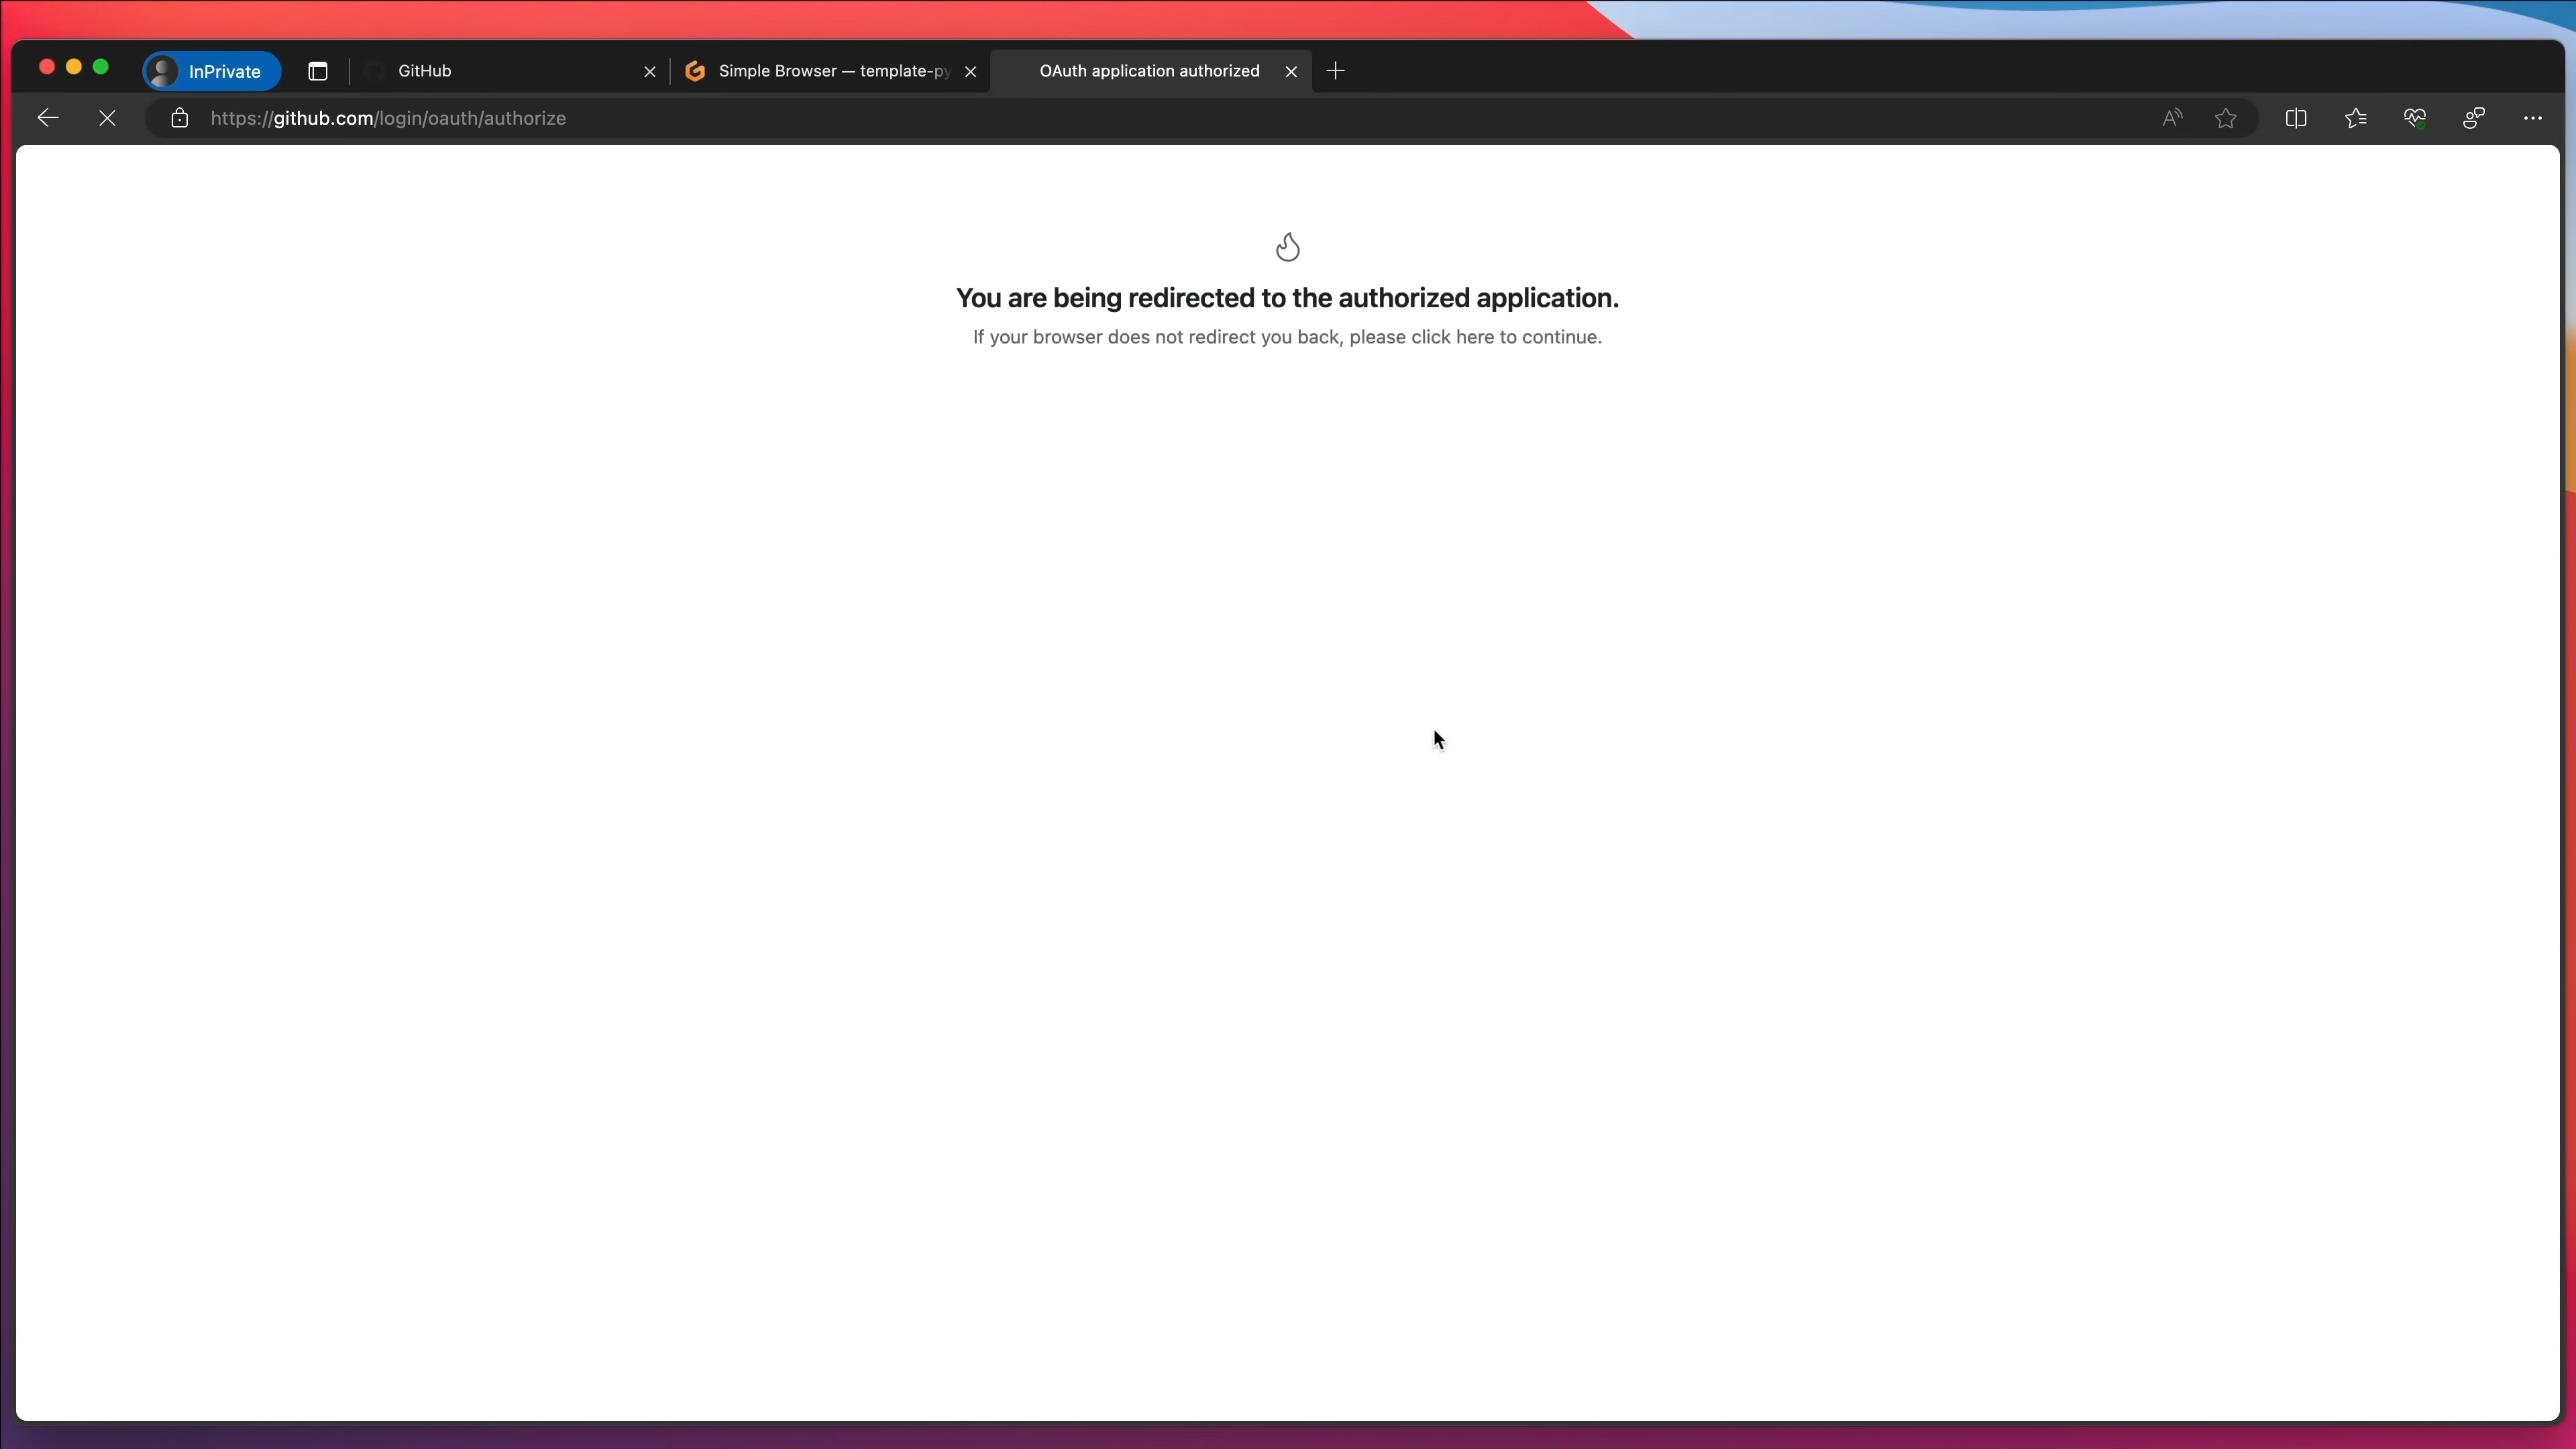 InPrivate
GitHub
Simple Browser — template-py
OAuth application authorized
https://github.com/login/oauth/authorize
You are being redirected to the authorized application.
If your browser does not redirect you back, please click here to continue.